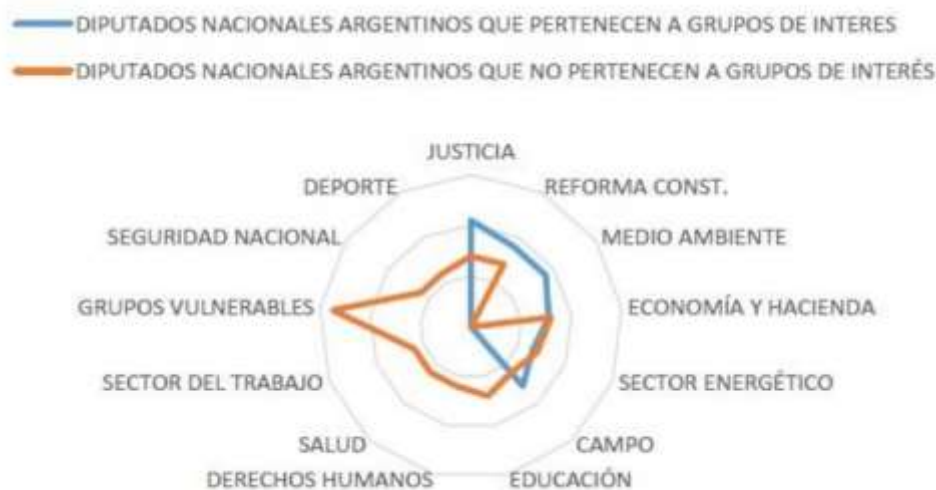 DIPUTADOS NACIONALES ARGENTINOS QUE PERTENECEN A GRUPOS DE INTERES
DIPUTADOS NACIONALES ARGENTINOS QUE NO PERTENECEN A GRUPOS DE INTERÉS
JUSTICIA
DEPORTE
REFORMA CONST.
SEGURIDAD NACIONAL
MEDIO AMBIENTE
GRUPOS VULNERABLES
ECONOMÍA Y HACIENDA
SECTOR DEL TRABAJO
SECTOR ENERGÉTICO
SALUD
CAMPO
DERECHOS HUMANOS
EDUCACIÓN